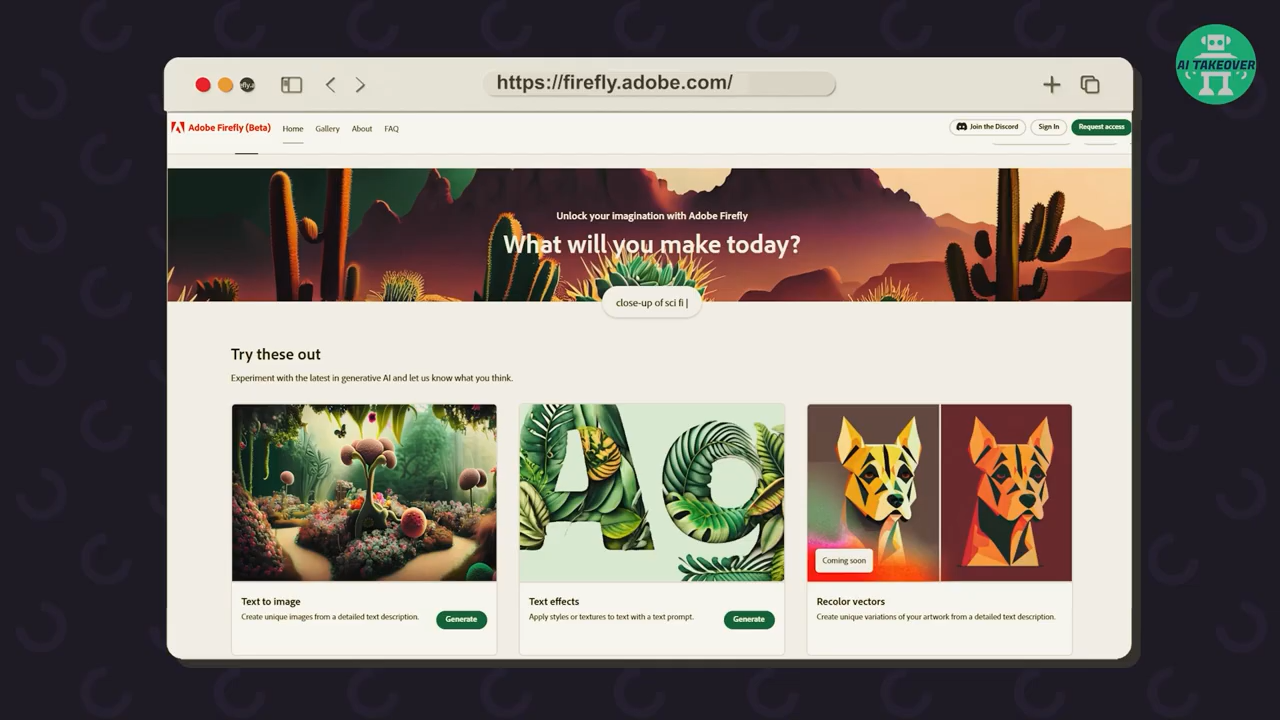 AI TAKEOVER
https://firefly.adobe.com/
Adobe Firefly (Beta)
Home
Gallery
About
FAQ
Join the Discord
Sign In
Request access
Unlock your imagination with Adobe Firefly
What will you make today?
close-up of sci fi |
Try these out
Experiment with the latest in generative AI and let us know what you think.
Ag
Coming soon
Text to image
Create unique images from a detailed text description.
Generate
Text effects
Apply styles or textures to text with a text prompt.
Generate
Recolor vectors
Create unique variations of your artwork from a detailed text description.